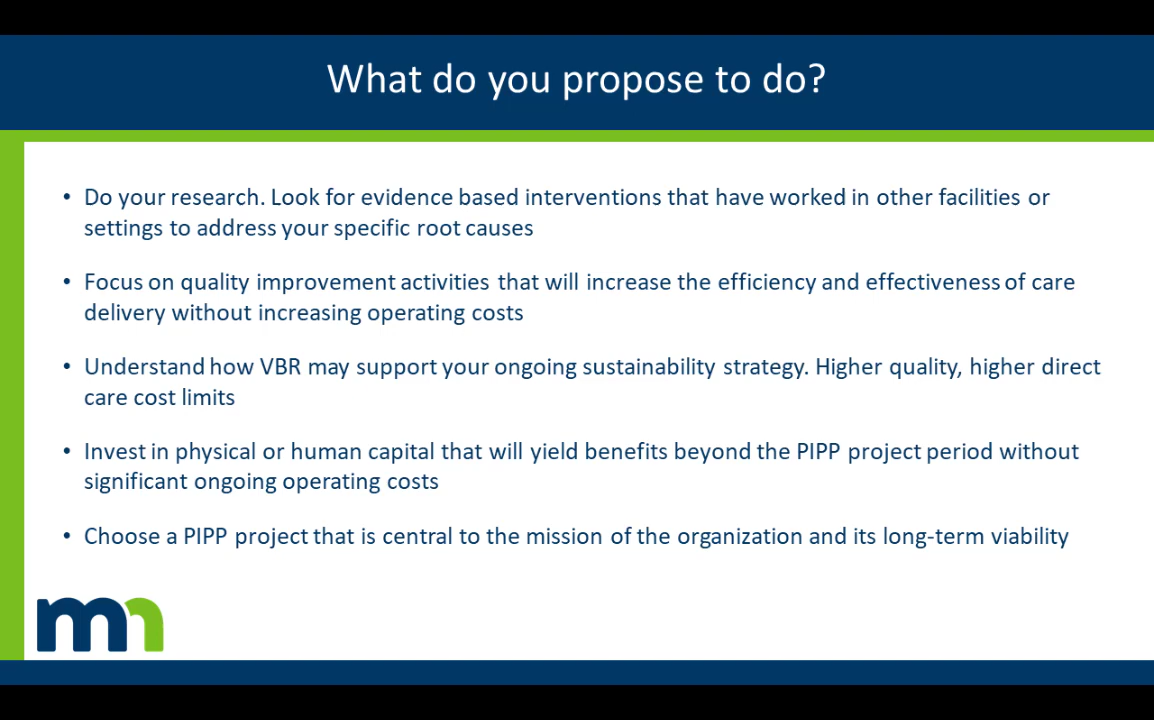 What do you propose to do?
• Do your research. Look for evidence based interventions that have worked in other facilities or
settings to address your specific root causes
• Focus on quality improvement activities that will increase the efficiency and effectiveness of care
delivery without increasing operating costs
• Understand how VBR may support your ongoing sustainability strategy. Higher quality, higher direct
care cost limits
• Invest in physical or human capital that will yield benefits beyond the PIPP project period without
significant ongoing operating costs
• Choose a PIPP project that is central to the mission of the organization and its long-term viability
mn